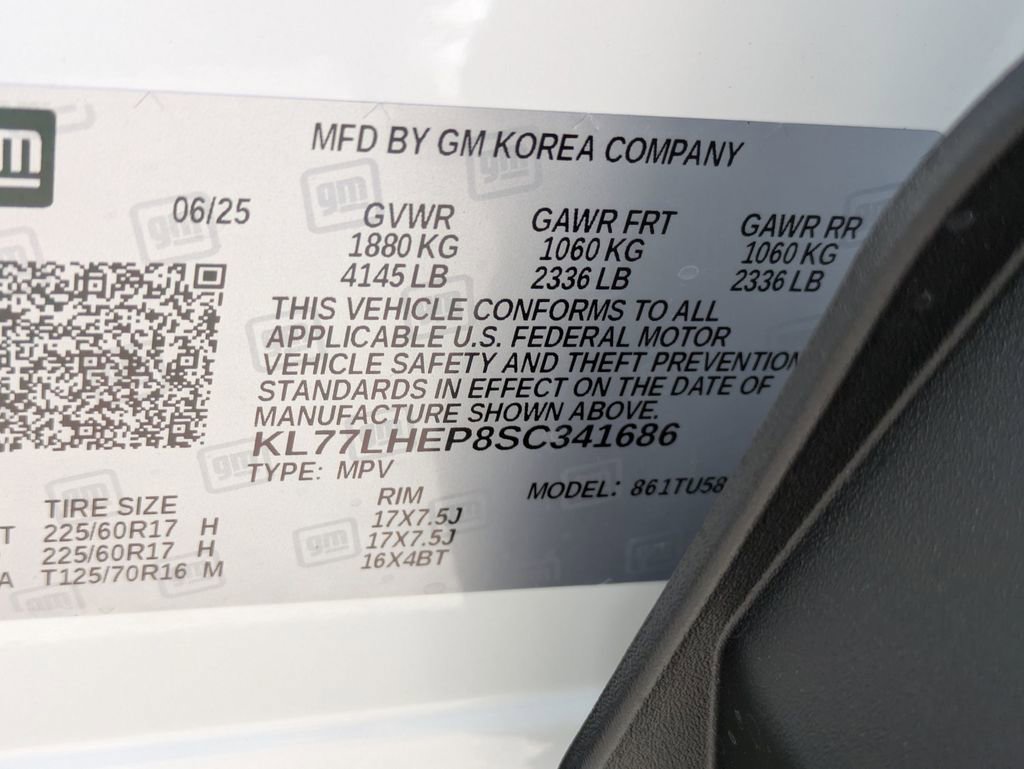 gm
MFD BY GM KOREA COMPANY
06/25
GVWR GAWR FRT GAWR RR
1880 KG 1060 KG 1060 KG
4145 LB 2336 LB 2336 LB
THIS VEHICLE CONFORMS TO ALL
APPLICABLE U.S. FEDERAL MOTOR
VEHICLE SAFETY AND THEFT PREVENTION
STANDARDS IN EFFECT ON THE DATE OF
MANUFACTURE SHOWN ABOVE.
KL77LHEP8SC341686
TYPE: MPV MODEL: 861TU58
TIRE SIZE RIM
T 225/60R17 H 17X7.5J
225/60R17 H 17X7.5J
A T125/70R16 M 16X4BT